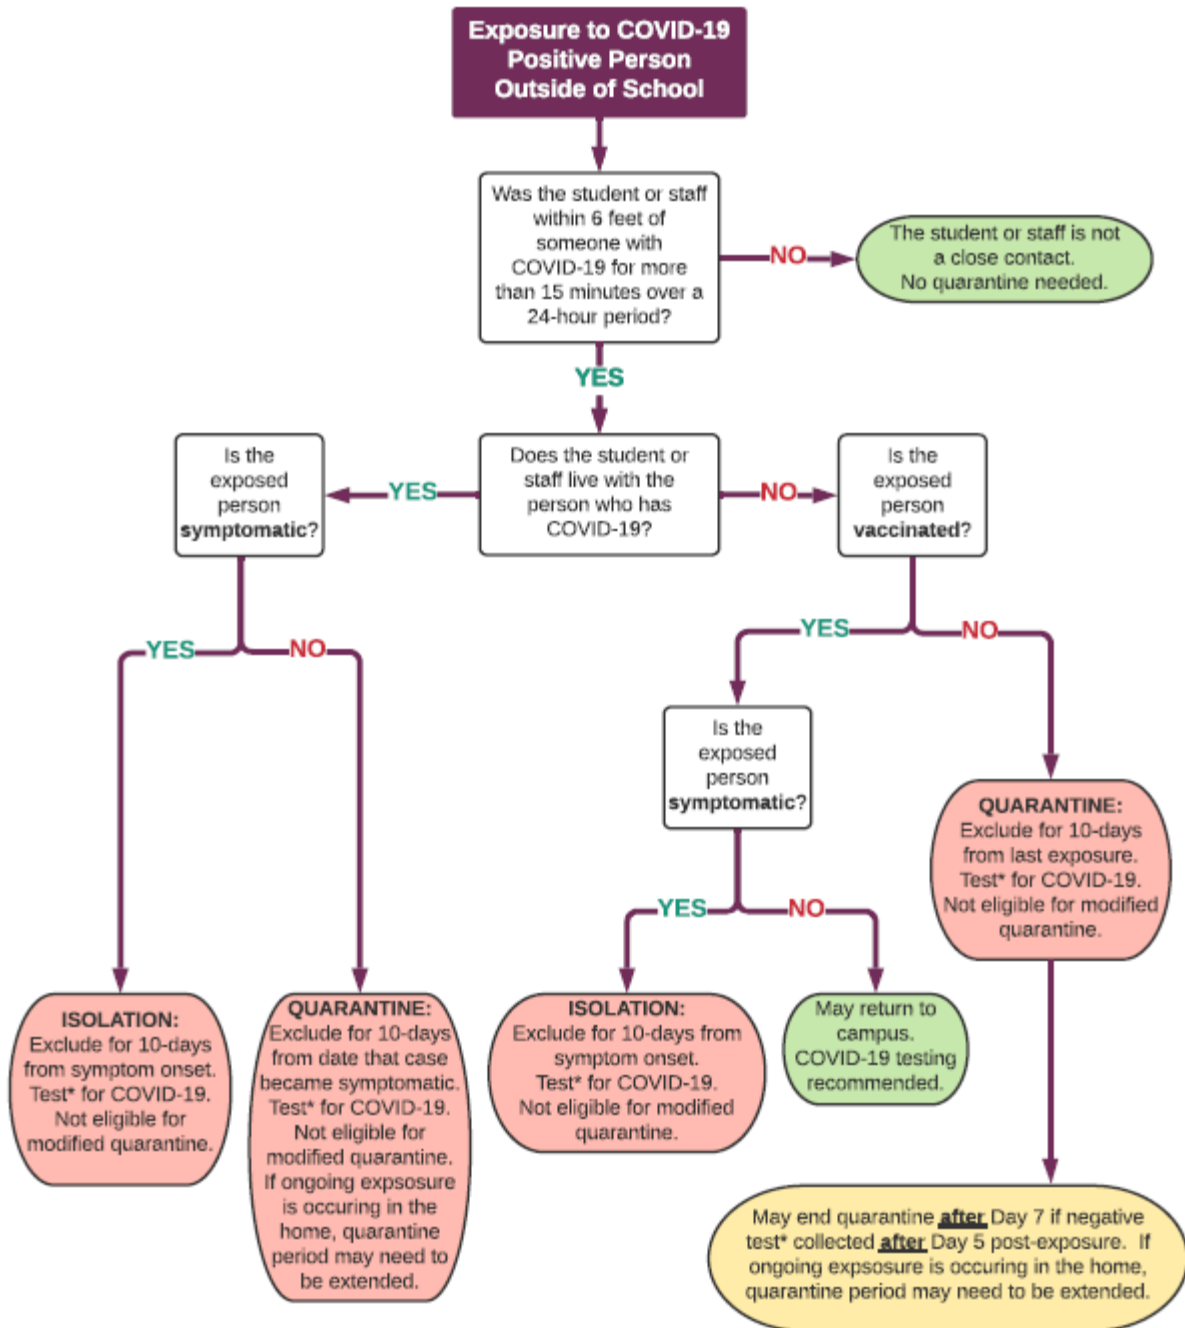 Exposure to COVID-19
Positive Person
Outside of School
Was the student or staff
within 6 feet of
someone with
COVID-19 for more
than 15 minutes over a
24-hour period?
NO
The student or staff is not
a close contact.
No quarantine needed.
YES
Is the
exposed
person
symptomatic?
YES
Does the student or
staff live with the
person who has
COVID-19?
NO
Is the
exposed
person
vaccinated?
YES
NO
YES
NO
Is the
exposed
person
symptomatic?
QUARANTINE:
Exclude for 10-days
from last exposure.
Test* for COVID-19.
Not eligible for modified
quarantine.
YES
NO
ISOLATION:
Exclude for 10-days
from symptom onset.
Test* for COVID-19.
Not eligible for
modified quarantine.
QUARANTINE:
Exclude for 10-days
from date that case
became symptomatic.
Test* for COVID-19.
Not eligible for
modified quarantine.
If ongoing expsosure
is occuring in the
home, quarantine
period may need to
be extended.
ISOLATION:
Exclude for 10-days from
symptom onset.
Test* for COVID-19.
Not eligible for modified
quarantine.
May return to
campus.
COVID-19 testing
recommended.
May end quarantine after Day 7 if negative
test* collected after Day 5 post-exposure. If
ongoing expsosure is occuring in the home,
quarantine period may need to be extended.